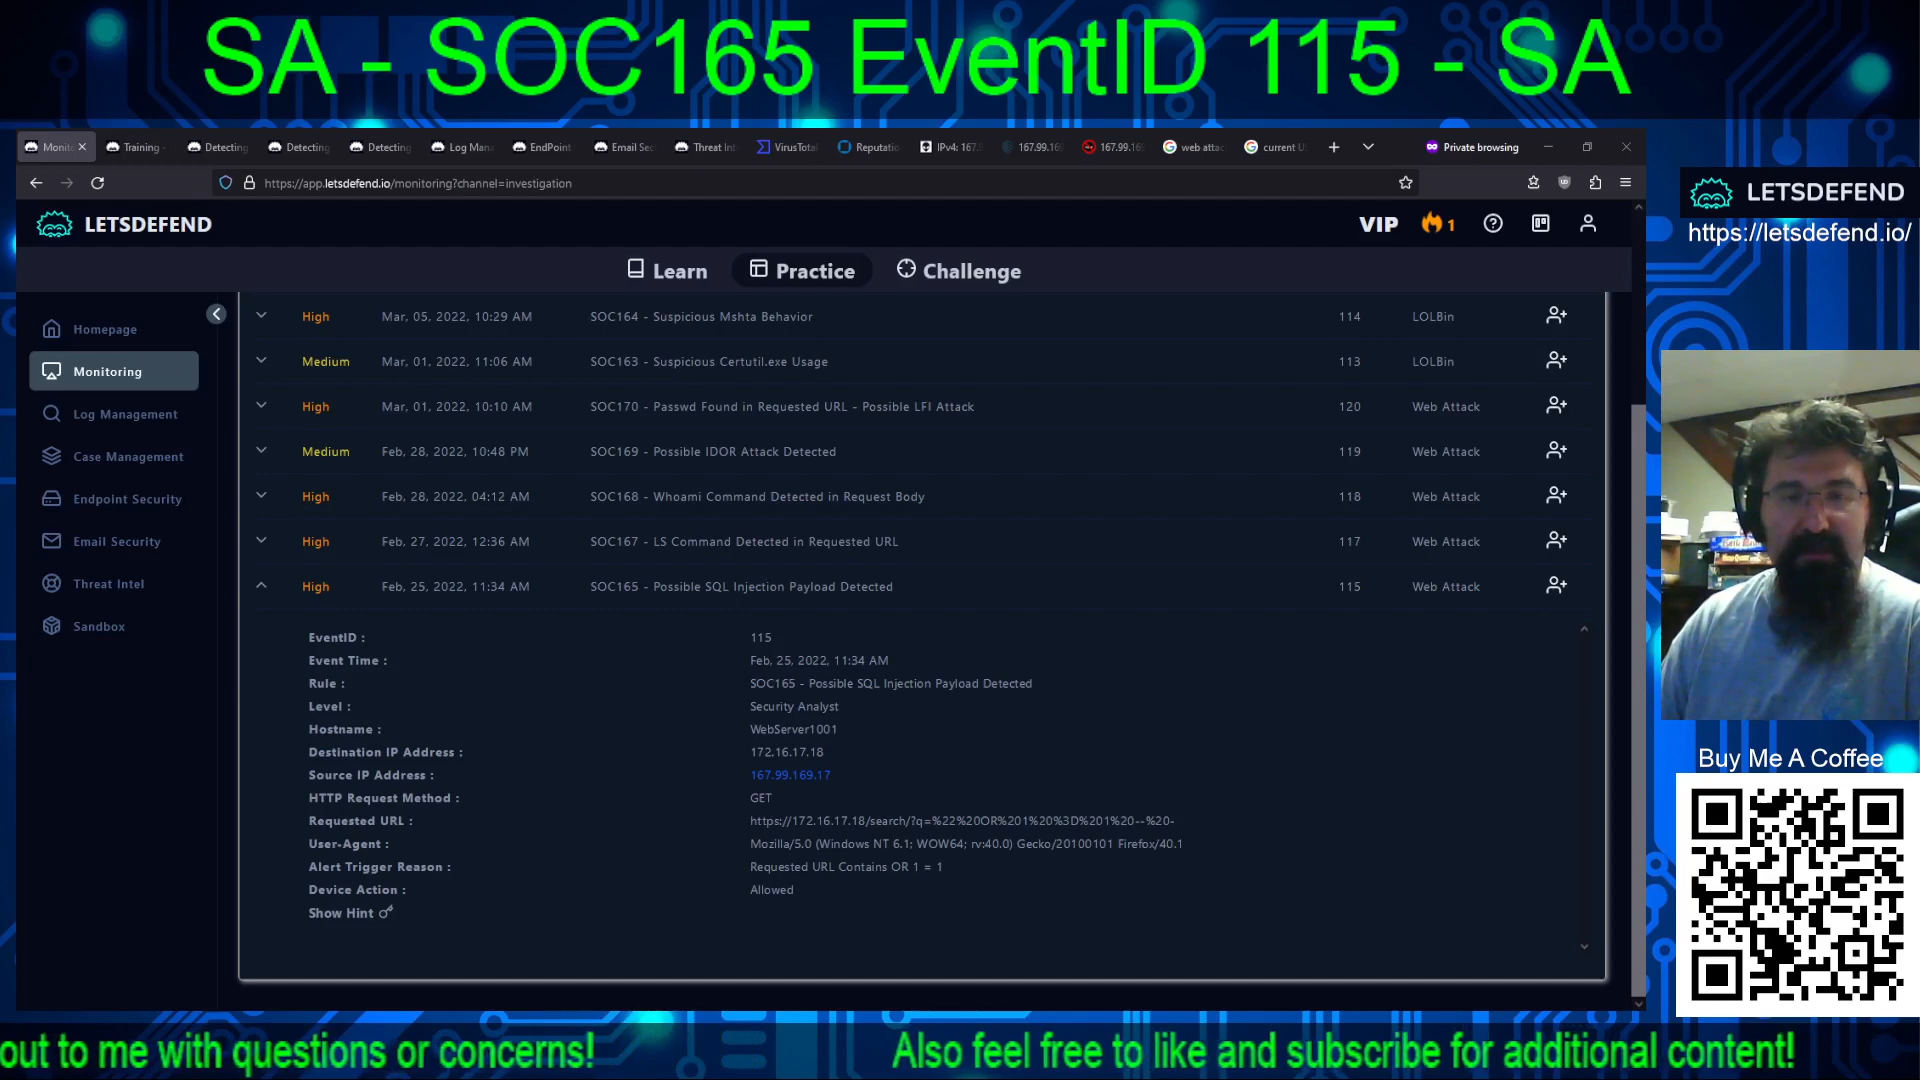 SA - SOC165 EventID 115 - SA
Training
Detecting
Detecting
Detecting
Log Mana
EndPoint
Email Sec
Threat Int
VirusTotal
Reputatio
IPv4: 167.
167.99.16
167.99.169
web attac
current U
Private browsing
https://app.letsdefend.io/monitoring?channel=investigation
LETSDEFEND
https://letsdefend.io/
LETSDEFEND
VIP
1
Learn
Practice
Challenge
Homepage
Monitoring
Log Management
Case Management
Endpoint Security
Email Security
Threat Intel
Sandbox
High Mar, 05, 2022, 10:29 AM SOC164 - Suspicious Mshta Behavior 114 LOLBin
Medium Mar, 01, 2022, 11:06 AM SOC163 - Suspicious Certutil.exe Usage 113 LOLBin
High Mar, 01, 2022, 10:10 AM SOC170 - Passwd Found in Requested URL - Possible LFI Attack 120 Web Attack
Medium Feb, 28, 2022, 10:48 PM SOC169 - Possible IDOR Attack Detected 119 Web Attack
High Feb, 28, 2022, 04:12 AM SOC168 - Whoami Command Detected in Request Body 118 Web Attack
High Feb, 27, 2022, 12:36 AM SOC167 - LS Command Detected in Requested URL 117 Web Attack
High Feb, 25, 2022, 11:34 AM SOC165 - Possible SQL Injection Payload Detected 115 Web Attack
EventID : 115
Event Time : Feb, 25, 2022, 11:34 AM
Rule : SOC165 - Possible SQL Injection Payload Detected
Level : Security Analyst
Hostname : WebServer1001
Destination IP Address : 172.16.17.18
Source IP Address : 167.99.169.17
HTTP Request Method : GET
Requested URL : https://172.16.17.18/search/?q=%22%20OR%201%20%3D%201%20--%20-
User-Agent : Mozilla/5.0 (Windows NT 6.1; WOW64; rv:40.0) Gecko/20100101 Firefox/40.1
Alert Trigger Reason : Requested URL Contains OR 1 = 1
Device Action : Allowed
Show Hint
Buy Me A Coffee
out to me with questions or concerns!
Also feel free to like and subscribe for additional content!